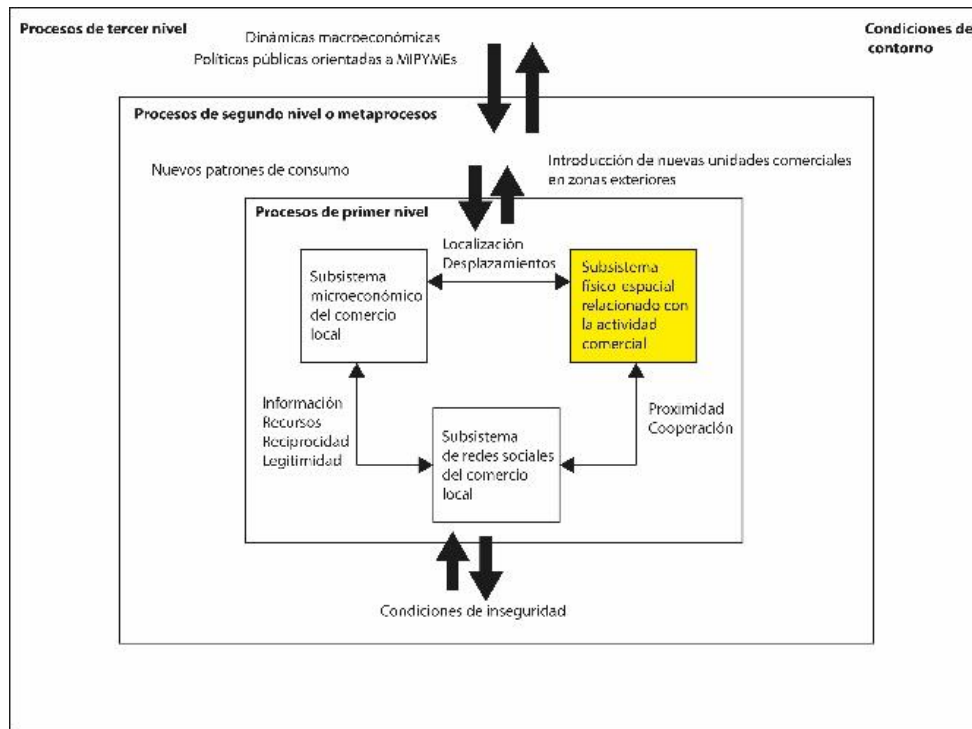 Procesos de tercer nivel
Condiciones de
contorno
Dinámicas macroeconómicas
Políticas públicas orientadas a MIPYMEs
Procesos de segundo nivel o metaprocesos
Nuevos patrones de consumo
Introducción de nuevas unidades comerciales
en zonas exteriores
Procesos de primer nivel
Localización
Desplazamientos
Subsistema
microeconómico
del comercio
local
Subsistema
físico-espacial
relacionado con
la actividad
comercial
Información
Recursos
Reciprocidad
Legitimidad
Proximidad
Cooperación
Subsistema
de redes sociales
del comercio
local
Condiciones de inseguridad